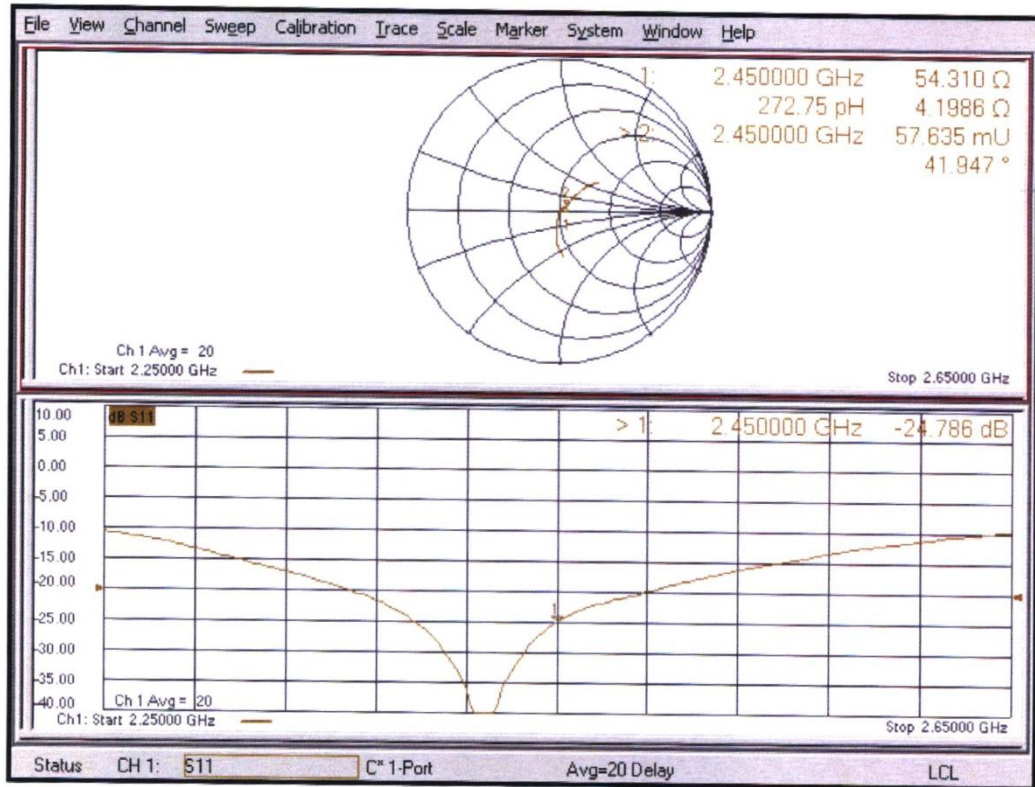 File View Channel Sweep Calibration Trace Scale Marker System Window Help
1: 2.450000 GHz 54.310 Ω
272.75 pH 4.1986 Ω
> 2: 2.450000 GHz 57.635 mU
41.947 °
2
1
Ch 1 Avg = 20
Ch1: Start 2.25000 GHz Stop 2.65000 GHz
10.00 dB S11 > 1: 2.450000 GHz -24.786 dB
5.00
0.00
-5.00
-10.00
-15.00
-20.00
-25.00 1
-30.00
-35.00
-40.00 Ch 1 Avg = 20
Ch1: Start 2.25000 GHz Stop 2.65000 GHz
Status CH 1: S11 C* 1-Port Avg=20 Delay LCL